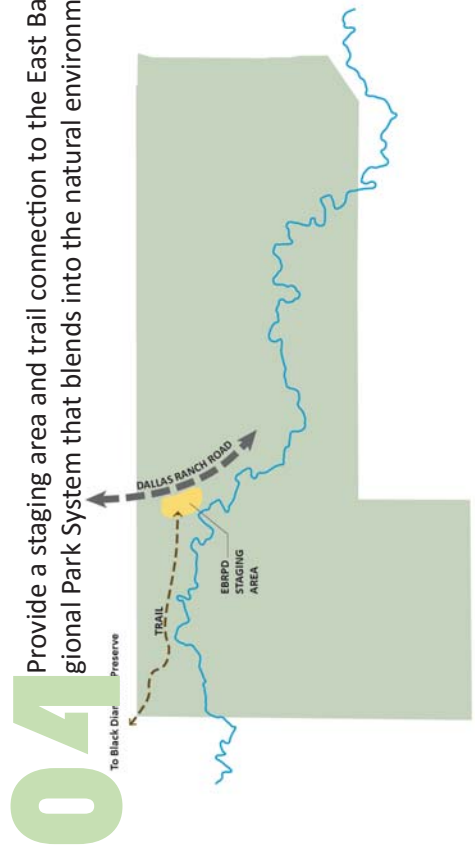 04
Provide a staging area and trail connection to the East Ba
gional Park System that blends into the natural environm
To Black Diar Preserve
TRAIL
DALLAS RANCH ROAD
EBRPD
STAGING
AREA